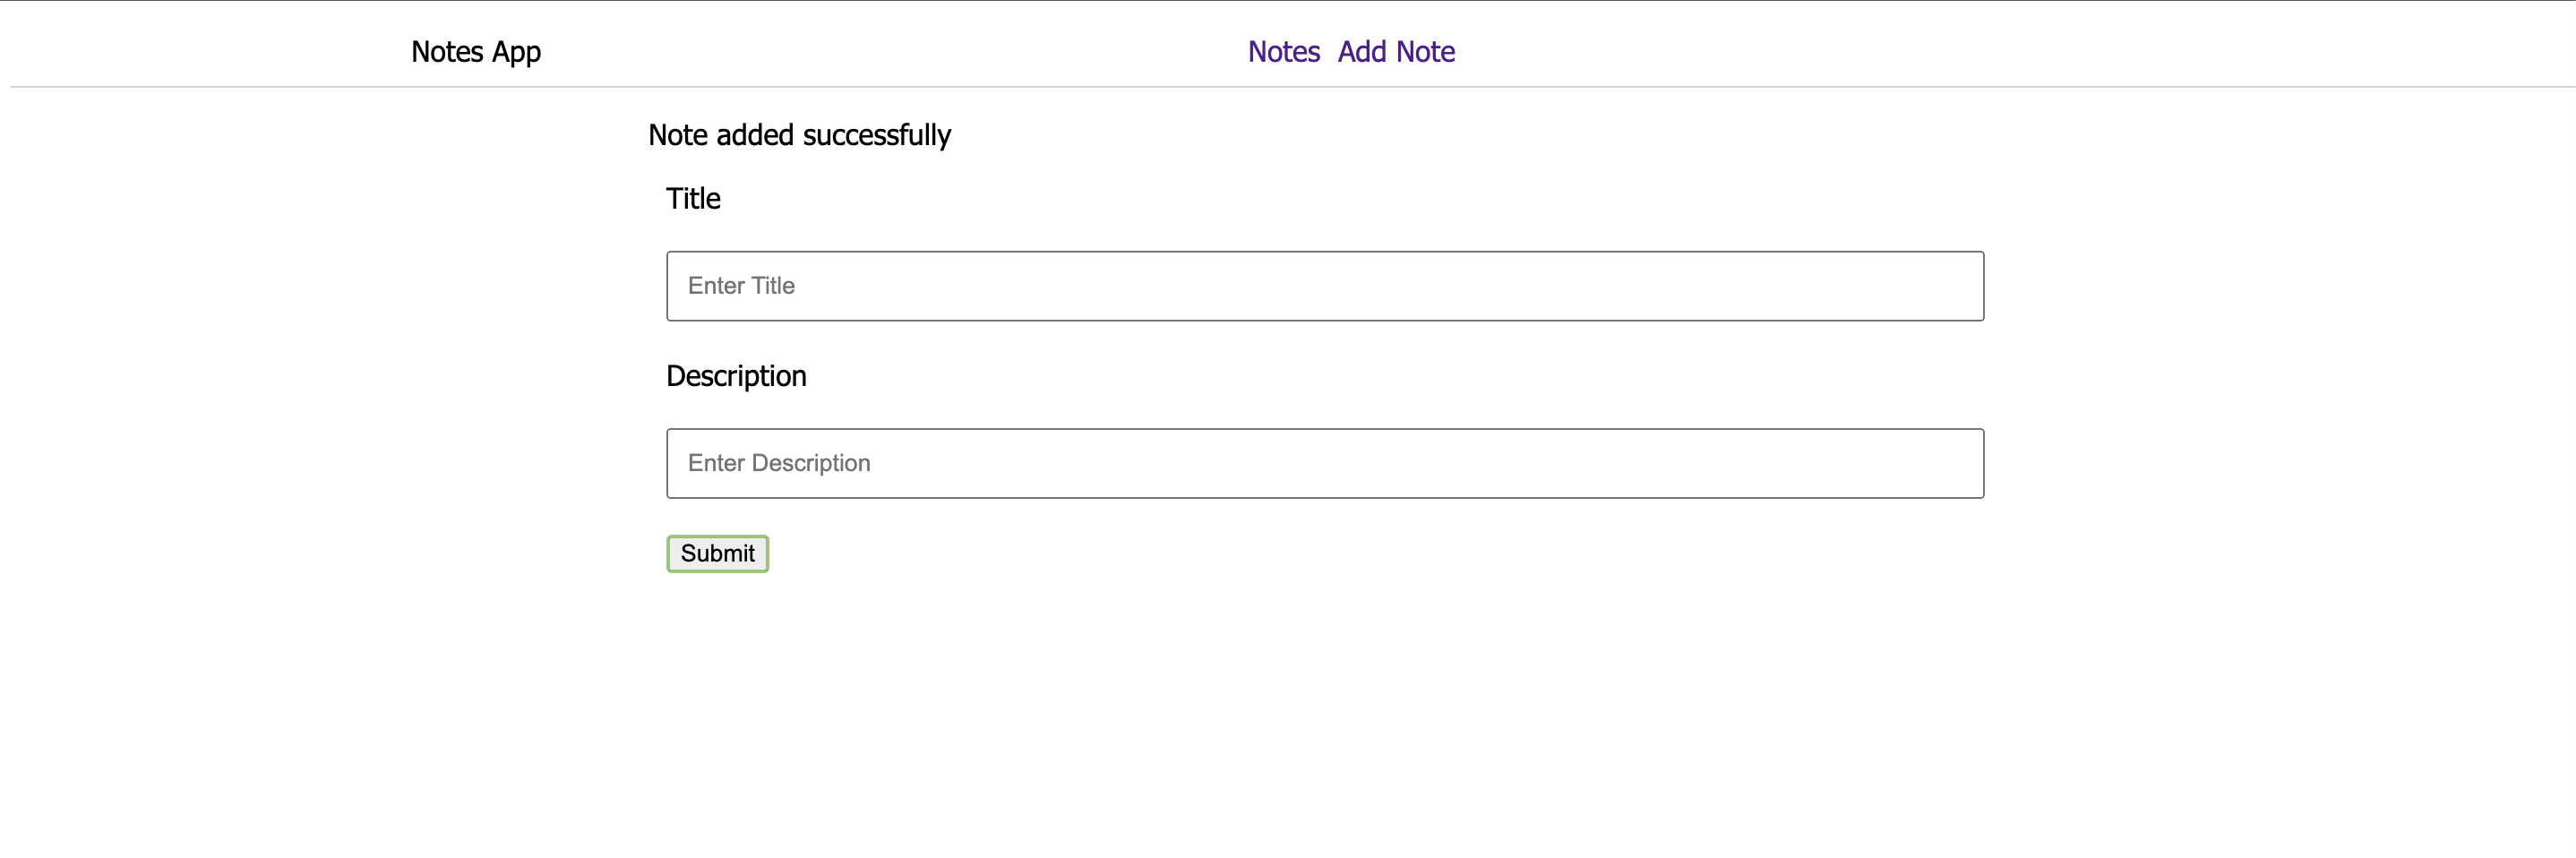 Notes App Notes Add Note
Note added successfully
Title
Enter Title
Description
Enter Description
Submit